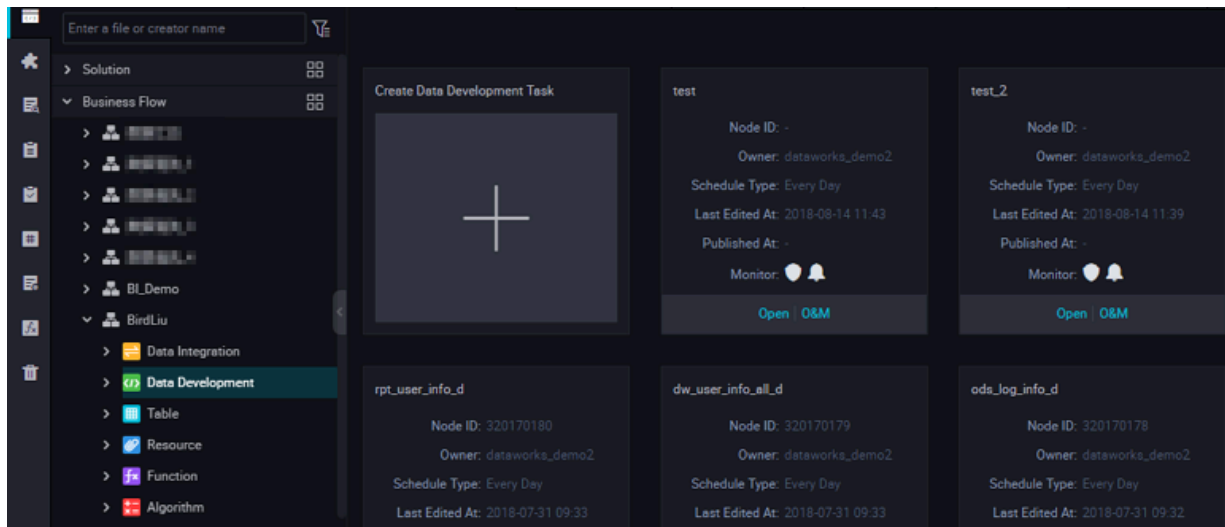 Enter a file or creator name
Solution
Business Flow
BI_Demo
BirdLiu
Data Integration
Data Development
Table
Resource
Function
Algorithm
Create Data Development Task
test
Node ID: -
Owner: dataworks_demo2
Schedule Type: Every Day
Last Edited At: 2018-08-14 11:43
Published At: -
Monitor:
Open | O&M
test_2
Node ID: -
Owner: dataworks_demo2
Schedule Type: Every Day
Last Edited At: 2018-08-14 11:39
Published At: -
Monitor:
Open | O&M
rpt_user_info_d
Node ID: 320170180
Owner: dataworks_demo2
Schedule Type: Every Day
Last Edited At: 2018-07-31 09:33
dw_user_info_all_d
Node ID: 320170179
Owner: dataworks_demo2
Schedule Type: Every Day
Last Edited At: 2018-07-31 09:33
ods_log_info_d
Node ID: 320170178
Owner: dataworks_demo2
Schedule Type: Every Day
Last Edited At: 2018-07-31 09:32